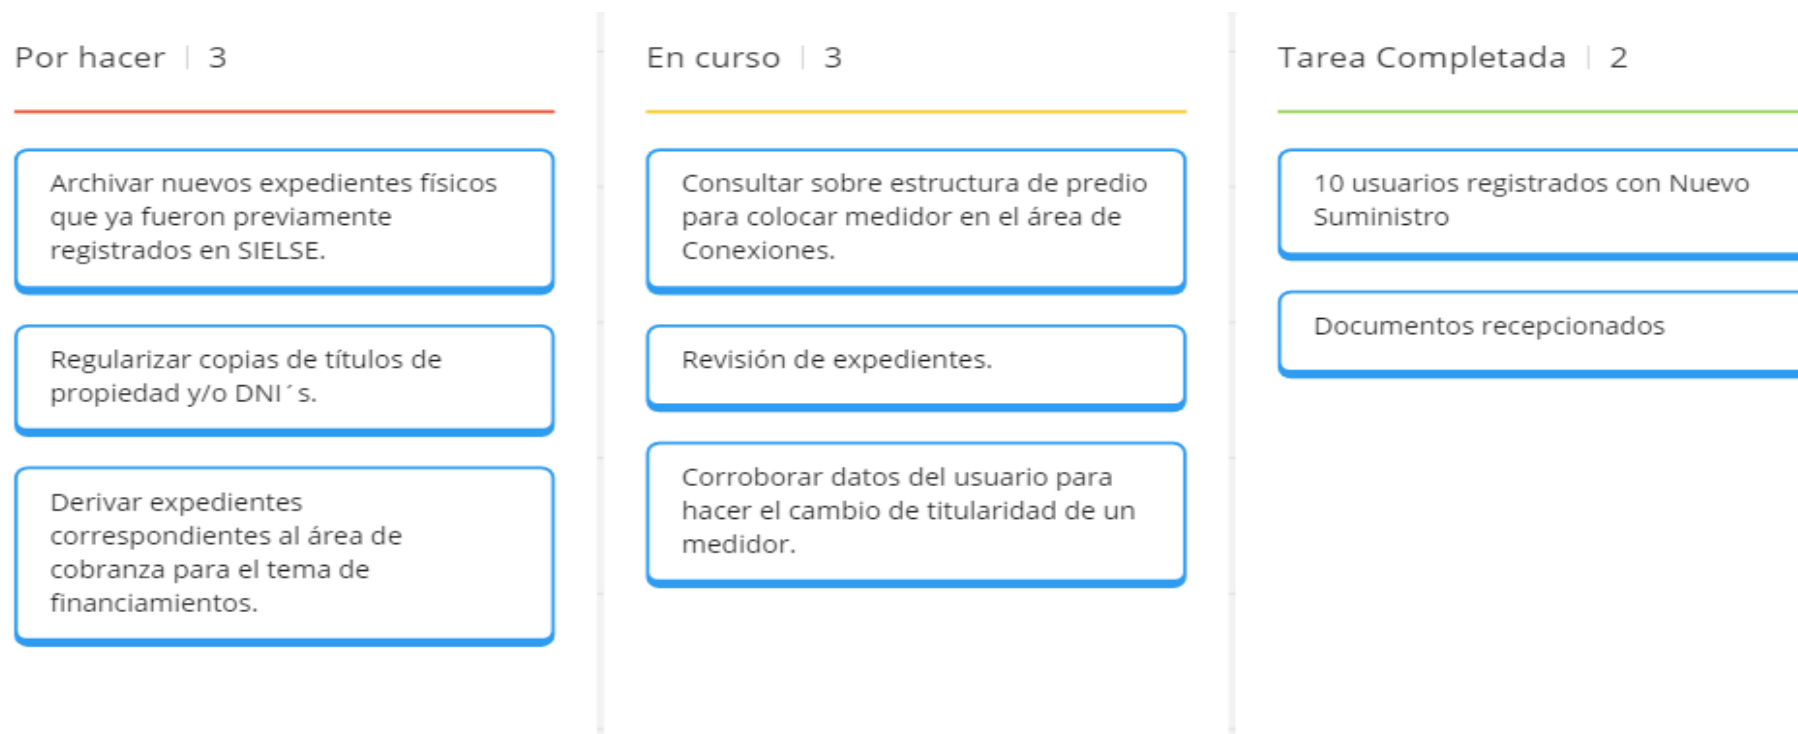 Por hacer | 3
Archivar nuevos expedientes físicos
que ya fueron previamente
registrados en SIELSE.
Regularizar copias de títulos de
propiedad y/o DNI´s.
Derivar expedientes
correspondientes al área de
cobranza para el tema de
financiamientos.
En curso | 3
Consultar sobre estructura de predio
para colocar medidor en el área de
Conexiones.
Revisión de expedientes.
Corroborar datos del usuario para
hacer el cambio de titularidad de un
medidor.
Tarea Completada | 2
10 usuarios registrados con Nuevo
Suministro
Documentos recepcionados